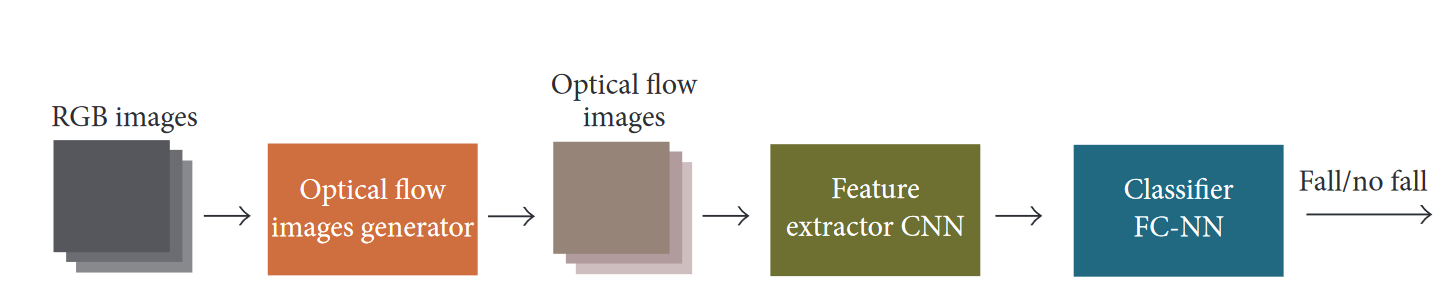 RGB images
Optical flow
images generator
Optical flow
images
Feature
extractor CNN
Classifier
FC-NN
Fall/no fall